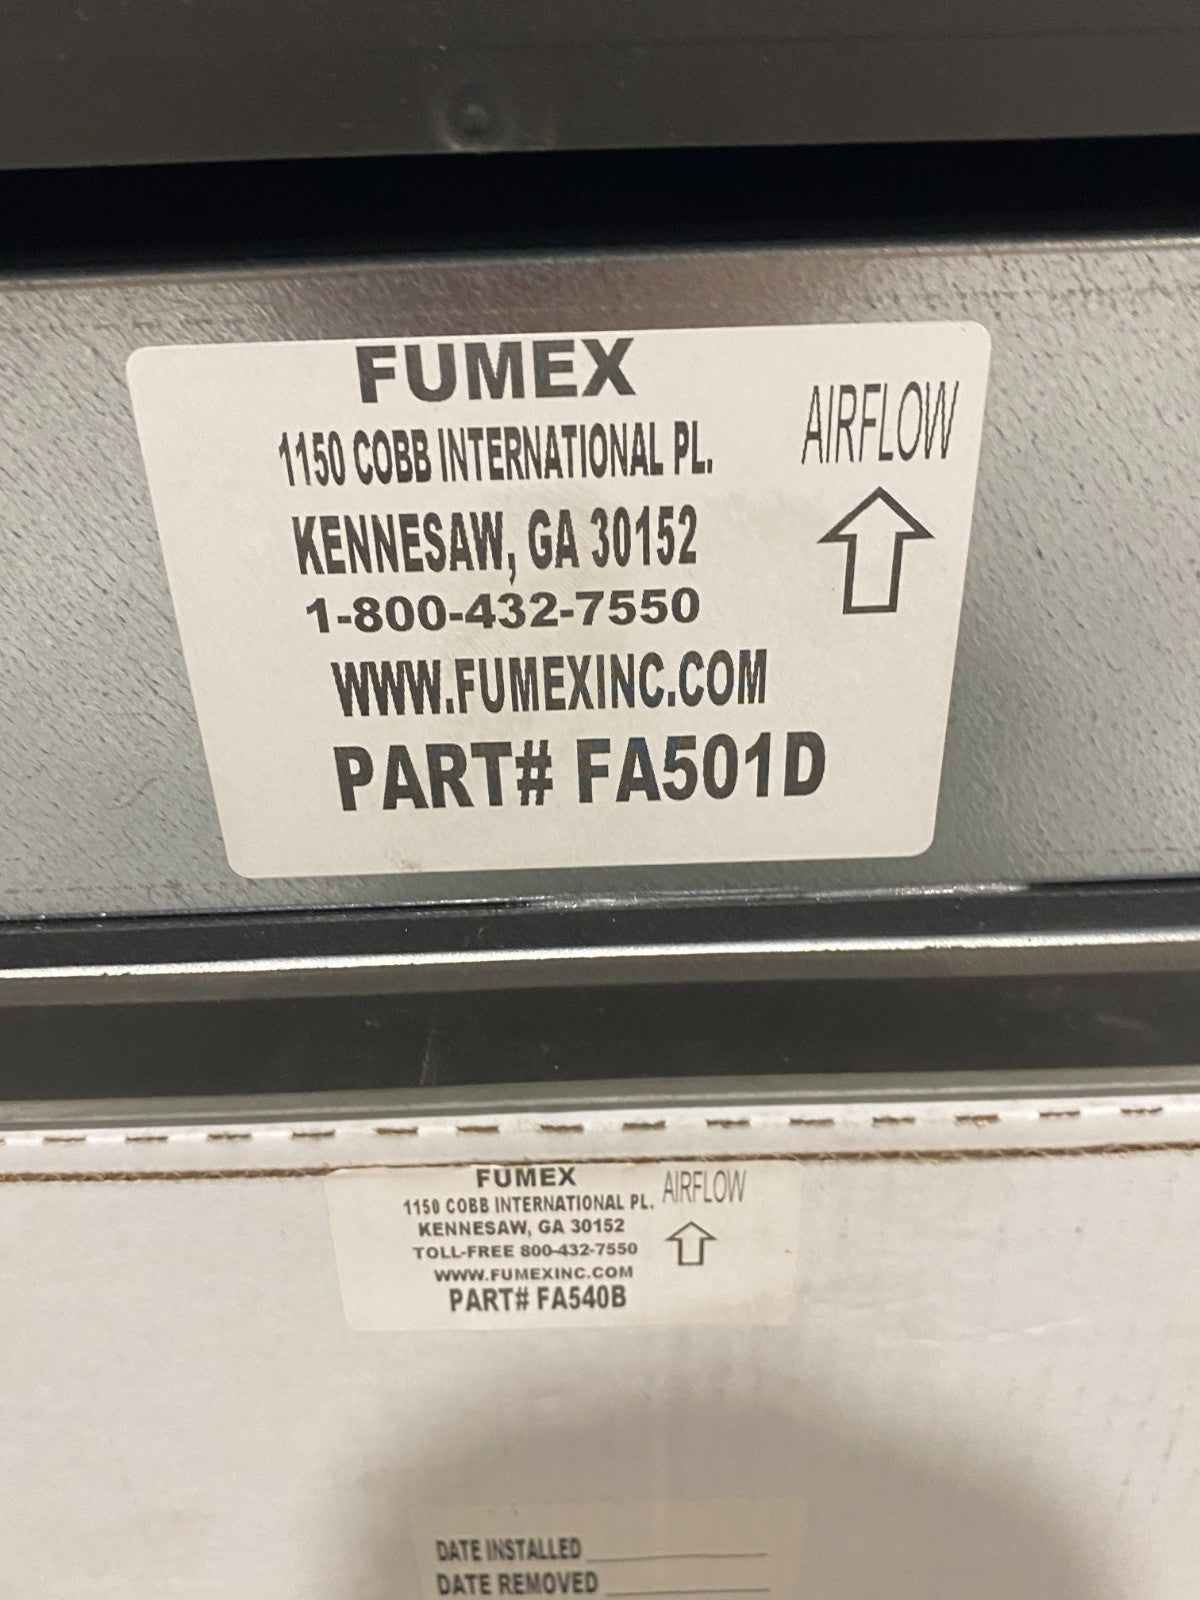 FUMEX
1150 COBB INTERNATIONAL PL.
KENNESAW, GA 30152
1-800-432-7550
WWW.FUMEXINC.COM
PART# FA501D
AIRFLOW
FUMEX
1150 COBB INTERNATIONAL PL.
KENNESAW, GA 30152
TOLL-FREE 800-432-7550
WWW.FUMEXINC.COM
PART# FA540B
AIRFLOW
DATE INSTALLED
DATE REMOVED